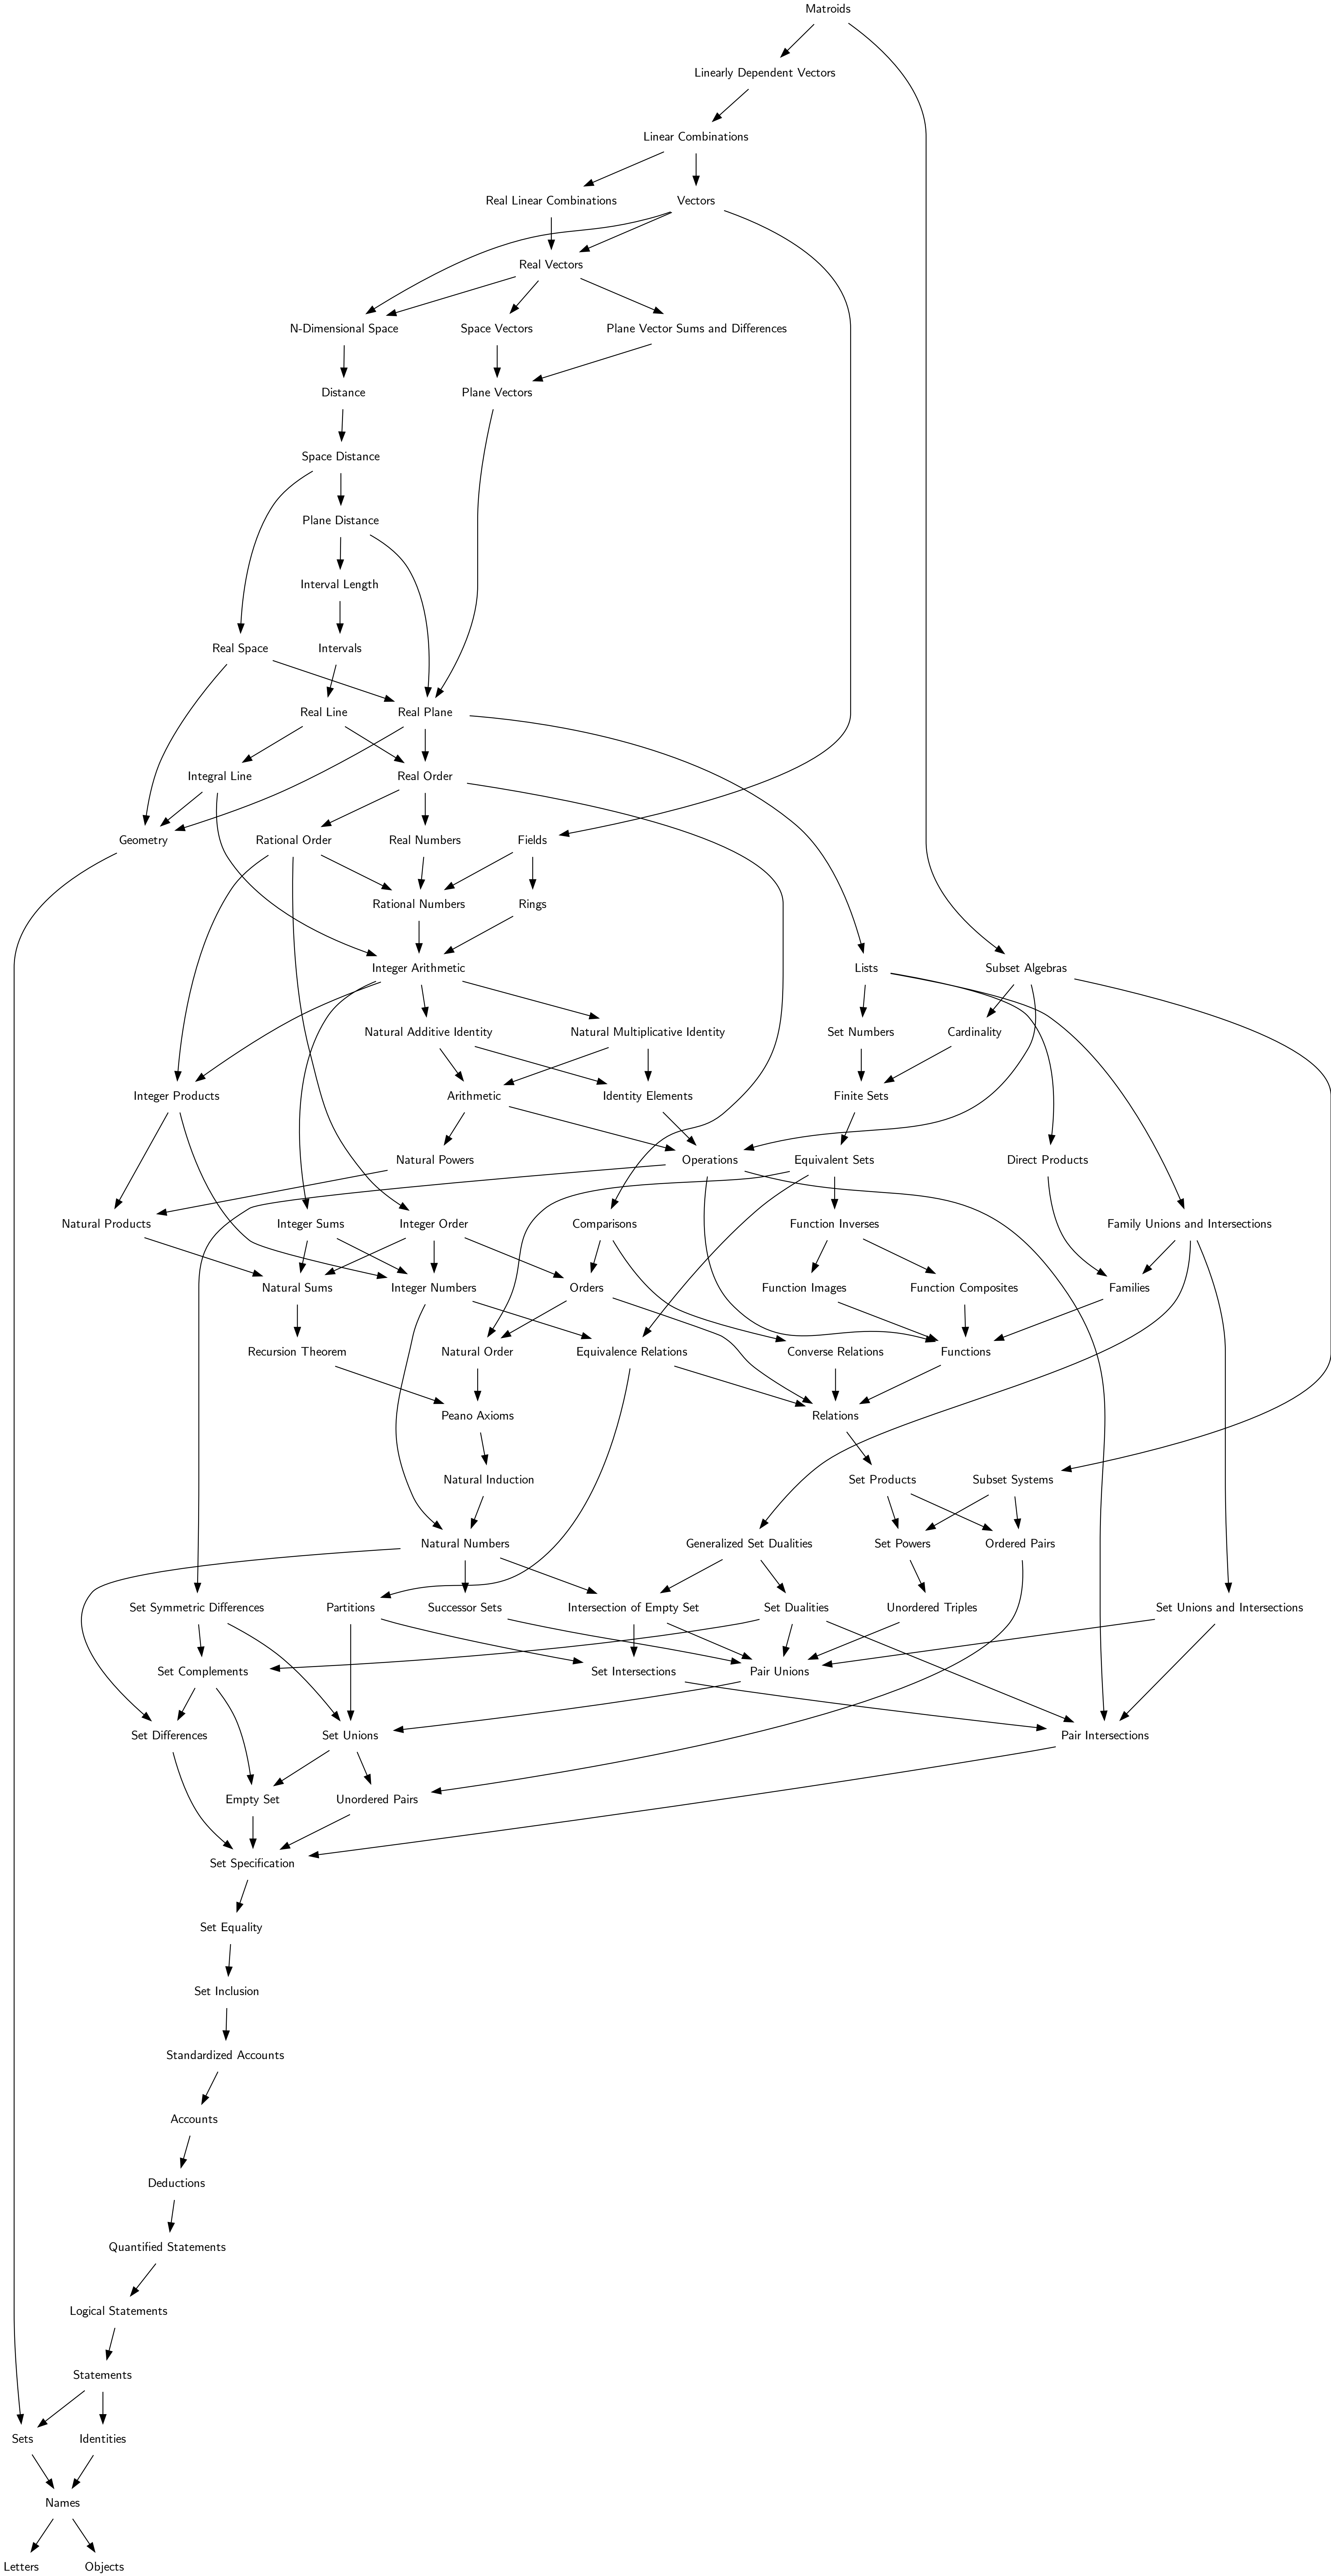 Matroids
Linearly Dependent Vectors
Linear Combinations
Real Linear Combinations
Vectors
Real Vectors
N-Dimensional Space
Space Vectors
Plane Vector Sums and Differences
Distance
Plane Vectors
Space Distance
Plane Distance
Interval Length
Real Space
Intervals
Real Line
Real Plane
Integral Line
Real Order
Geometry
Rational Order
Real Numbers
Fields
Rational Numbers
Rings
Integer Arithmetic
Lists
Subset Algebras
Natural Additive Identity
Natural Multiplicative Identity
Set Numbers
Cardinality
Integer Products
Arithmetic
Identity Elements
Finite Sets
Natural Powers
Operations
Equivalent Sets
Direct Products
Natural Products
Integer Sums
Integer Order
Comparisons
Function Inverses
Family Unions and Intersections
Natural Sums
Integer Numbers
Orders
Function Images
Function Composites
Families
Recursion Theorem
Natural Order
Equivalence Relations
Converse Relations
Functions
Peano Axioms
Relations
Natural Induction
Set Products
Subset Systems
Natural Numbers
Generalized Set Dualities
Set Powers
Ordered Pairs
Set Symmetric Differences
Partitions
Successor Sets
Intersection of Empty Set
Set Dualities
Unordered Triples
Set Unions and Intersections
Set Complements
Set Intersections
Pair Unions
Set Differences
Set Unions
Pair Intersections
Empty Set
Unordered Pairs
Set Specification
Set Equality
Set Inclusion
Standardized Accounts
Accounts
Deductions
Quantified Statements
Logical Statements
Statements
Sets
Identities
Names
Letters
Objects